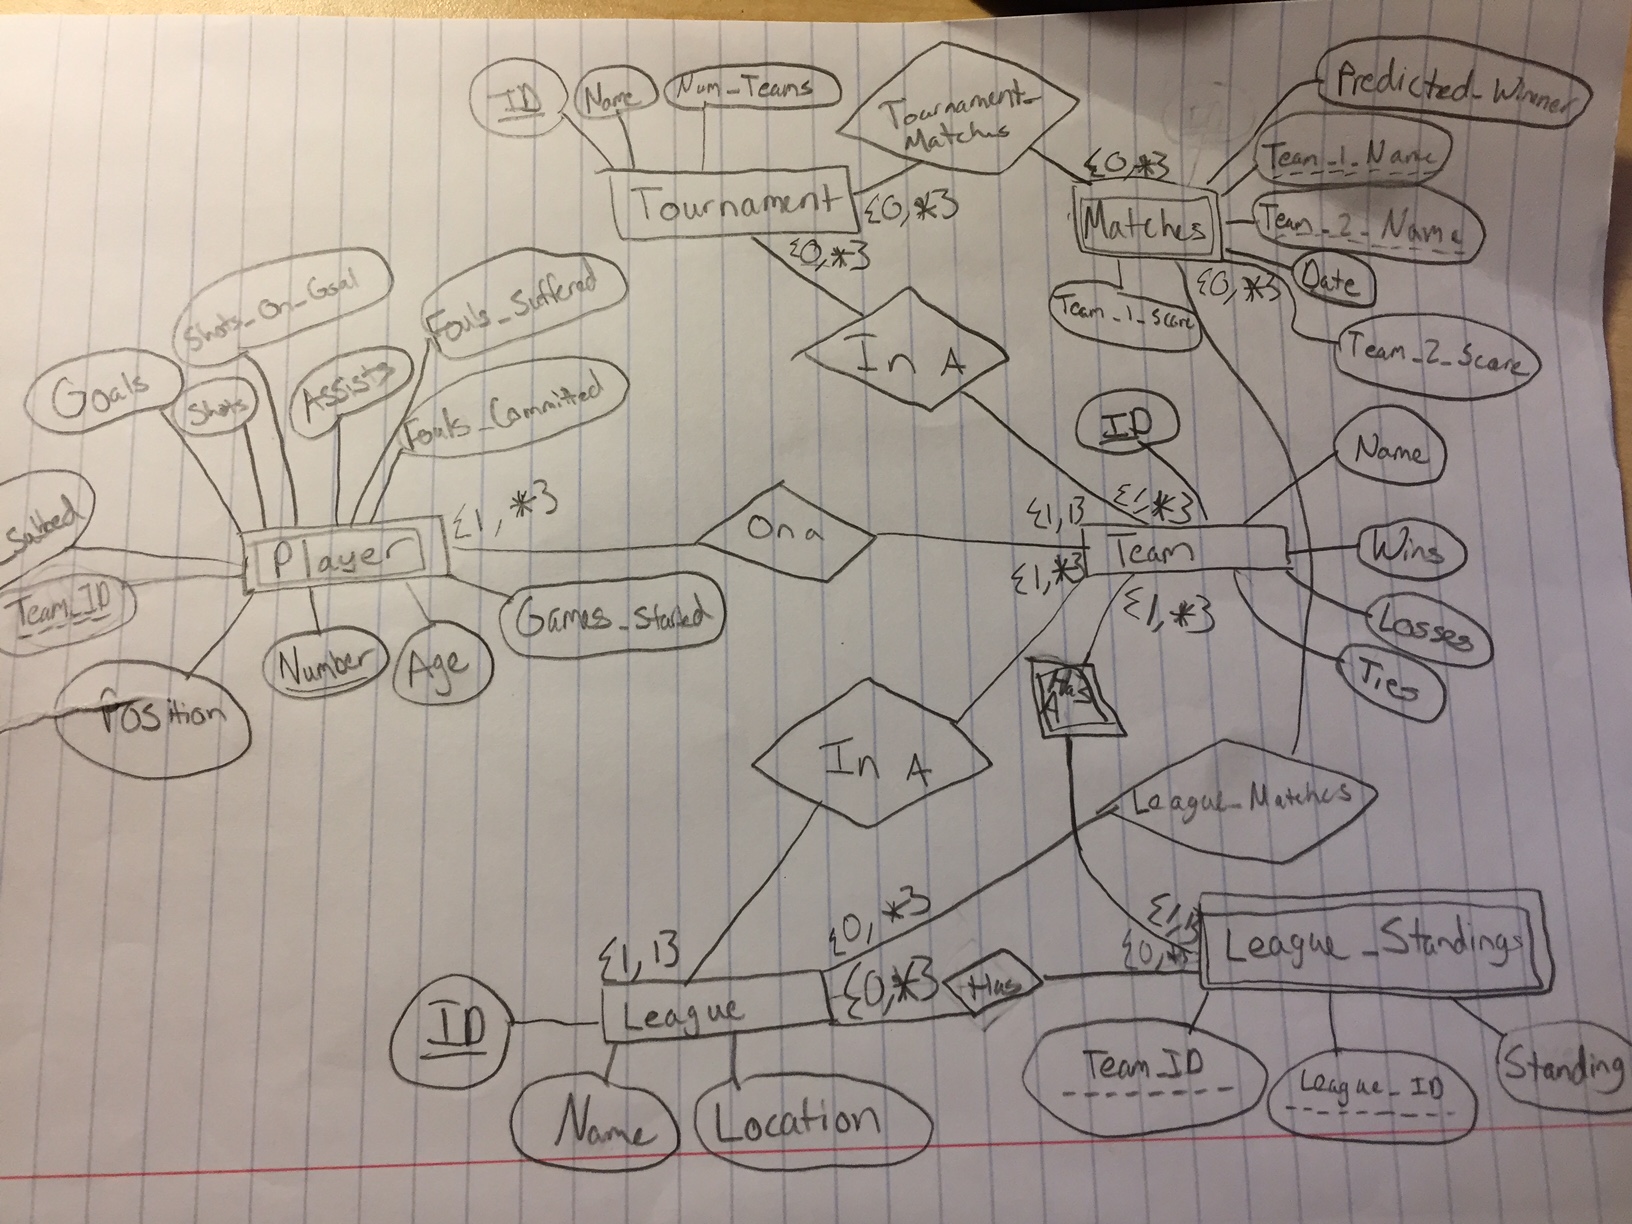 ID
Name
Num_Teams
Tournament
{0,*}
{0,*}
Tournament_
Matches
{0,*}
Matches
Predicted_Winner
Team_1_Name
Team_2_Name
Date
{0,*}
Team_1_Score
Team_2_Score
Goals
Shots
Shots_On_Goal
Assists
Fouls_Suffered
Fouls_Committed
Subbed
Team_ID
Position
Player
{1,*}
Number
Age
Games_Started
On a
In A
{1,1}
{1,*}
ID
{1,*}
Team
{1,*}
Name
Wins
Losses
Ties
Has
In A
League_Matches
{1,1}
League
{0,*}
{0,*}
ID
Name
Location
Has
{0,*}
League_Standings
Team_ID
League_ID
Standing